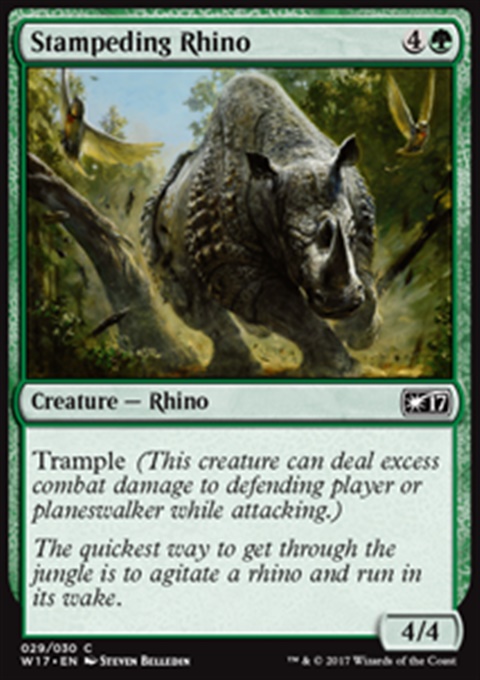 Stampeding Rhino 4
Creature — Rhino 17
Trample (This creature can deal excess
combat damage to defending player or
planeswalker while attacking.)
The quickest way to get through the
jungle is to agitate a rhino and run in
its wake.
4/4
029/030 C
W17 • EN Steven Belledin ™ & © 2017 Wizards of the Coast